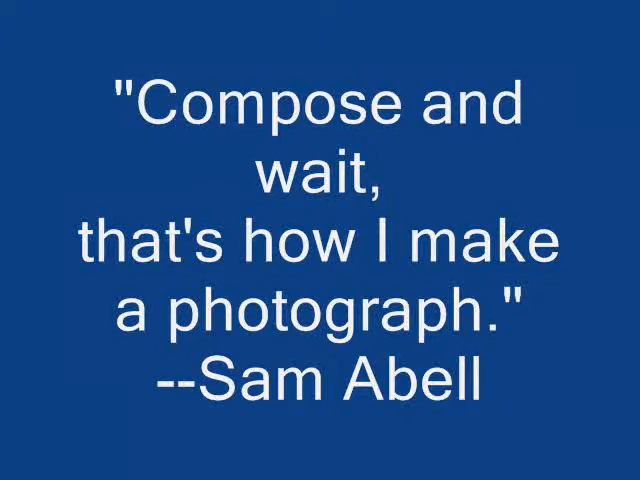 "Compose and
wait,
that's how I make
a photograph."
--Sam Abell